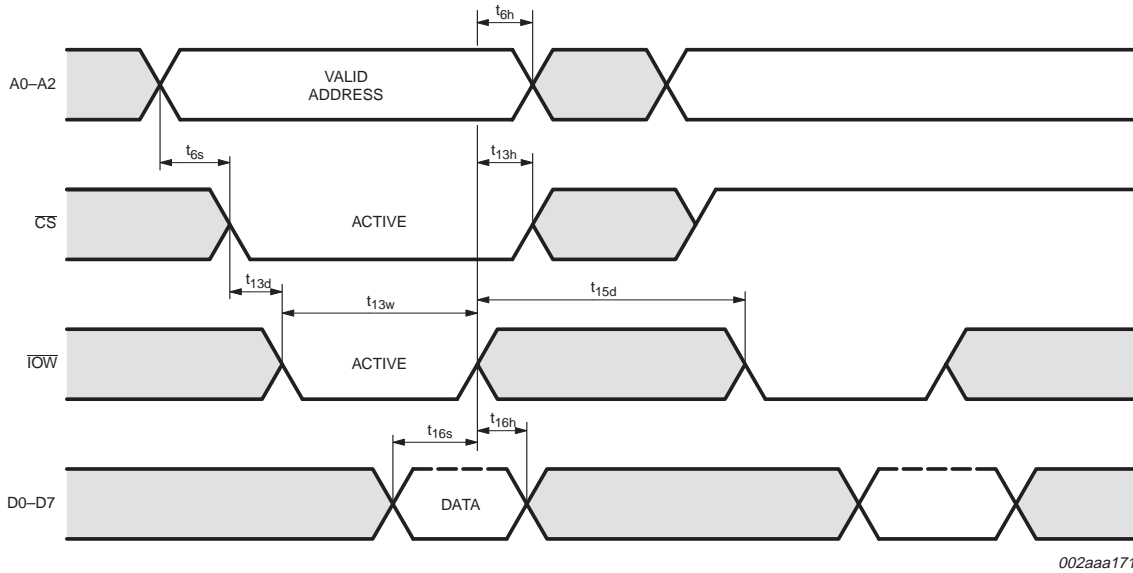 t6h
A0–A2
VALID
ADDRESS
t6s
t13h
CS
ACTIVE
t13d
t13w
t15d
IOW
ACTIVE
t16s
t16h
D0–D7
DATA
002aaa171